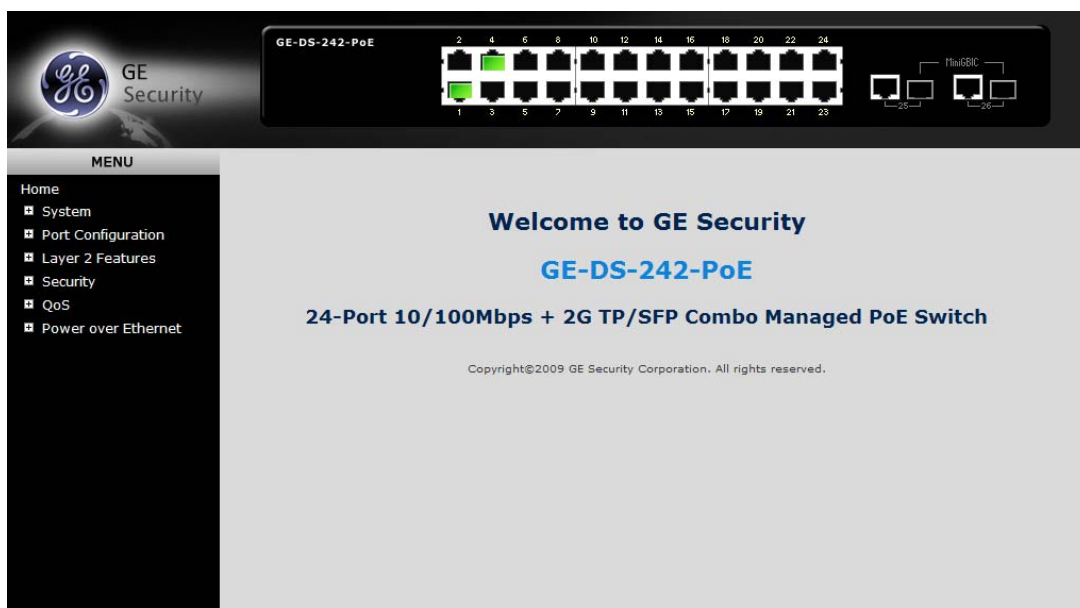 GE
Security
GE-DS-242-PoE
2 4 6 8 10 12 14 16 18 20 22 24
1 3 5 7 9 11 13 15 17 19 21 23
MiniGBIC
25 26
MENU
Home
System
Port Configuration
Layer 2 Features
Security
QoS
Power over Ethernet
Welcome to GE Security
GE-DS-242-PoE
24-Port 10/100Mbps + 2G TP/SFP Combo Managed PoE Switch
Copyright©2009 GE Security Corporation. All rights reserved.